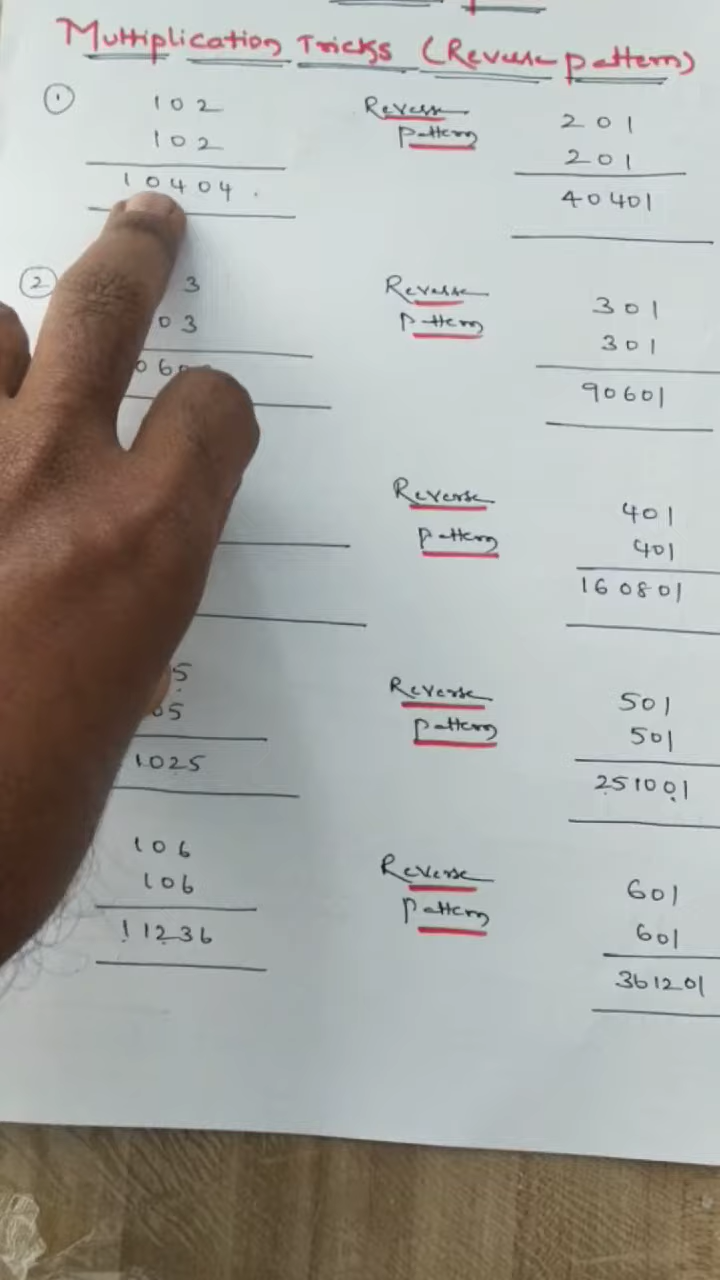 Multiplication Tricks (Reverse pattern)
① 102 Reverse 201
102 pattern 201
10404 . 40401
② 3 Reverse 301
03 pattern 301
060 90601
Reverse 401
pattern 401
160801
5 Reverse 501
05 pattern 501
1025 251001
106 Reverse 601
106 pattern 601
11236 361201